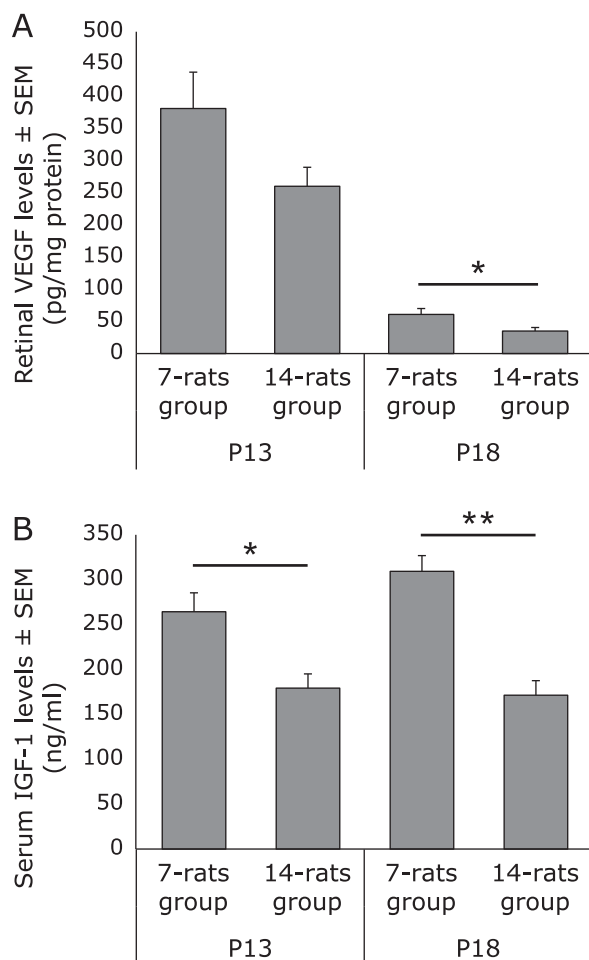 A
Retinal VEGF levels ± SEM
(pg/mg protein)
500
450
400
350
300
250
200
150
100
50
0
*
7-rats
group
14-rats
group
7-rats
group
14-rats
group
P13
P18
B
Serum IGF-1 levels ± SEM
(ng/ml)
350
300
250
200
150
100
50
0
*
**
7-rats
group
14-rats
group
7-rats
group
14-rats
group
P13
P18